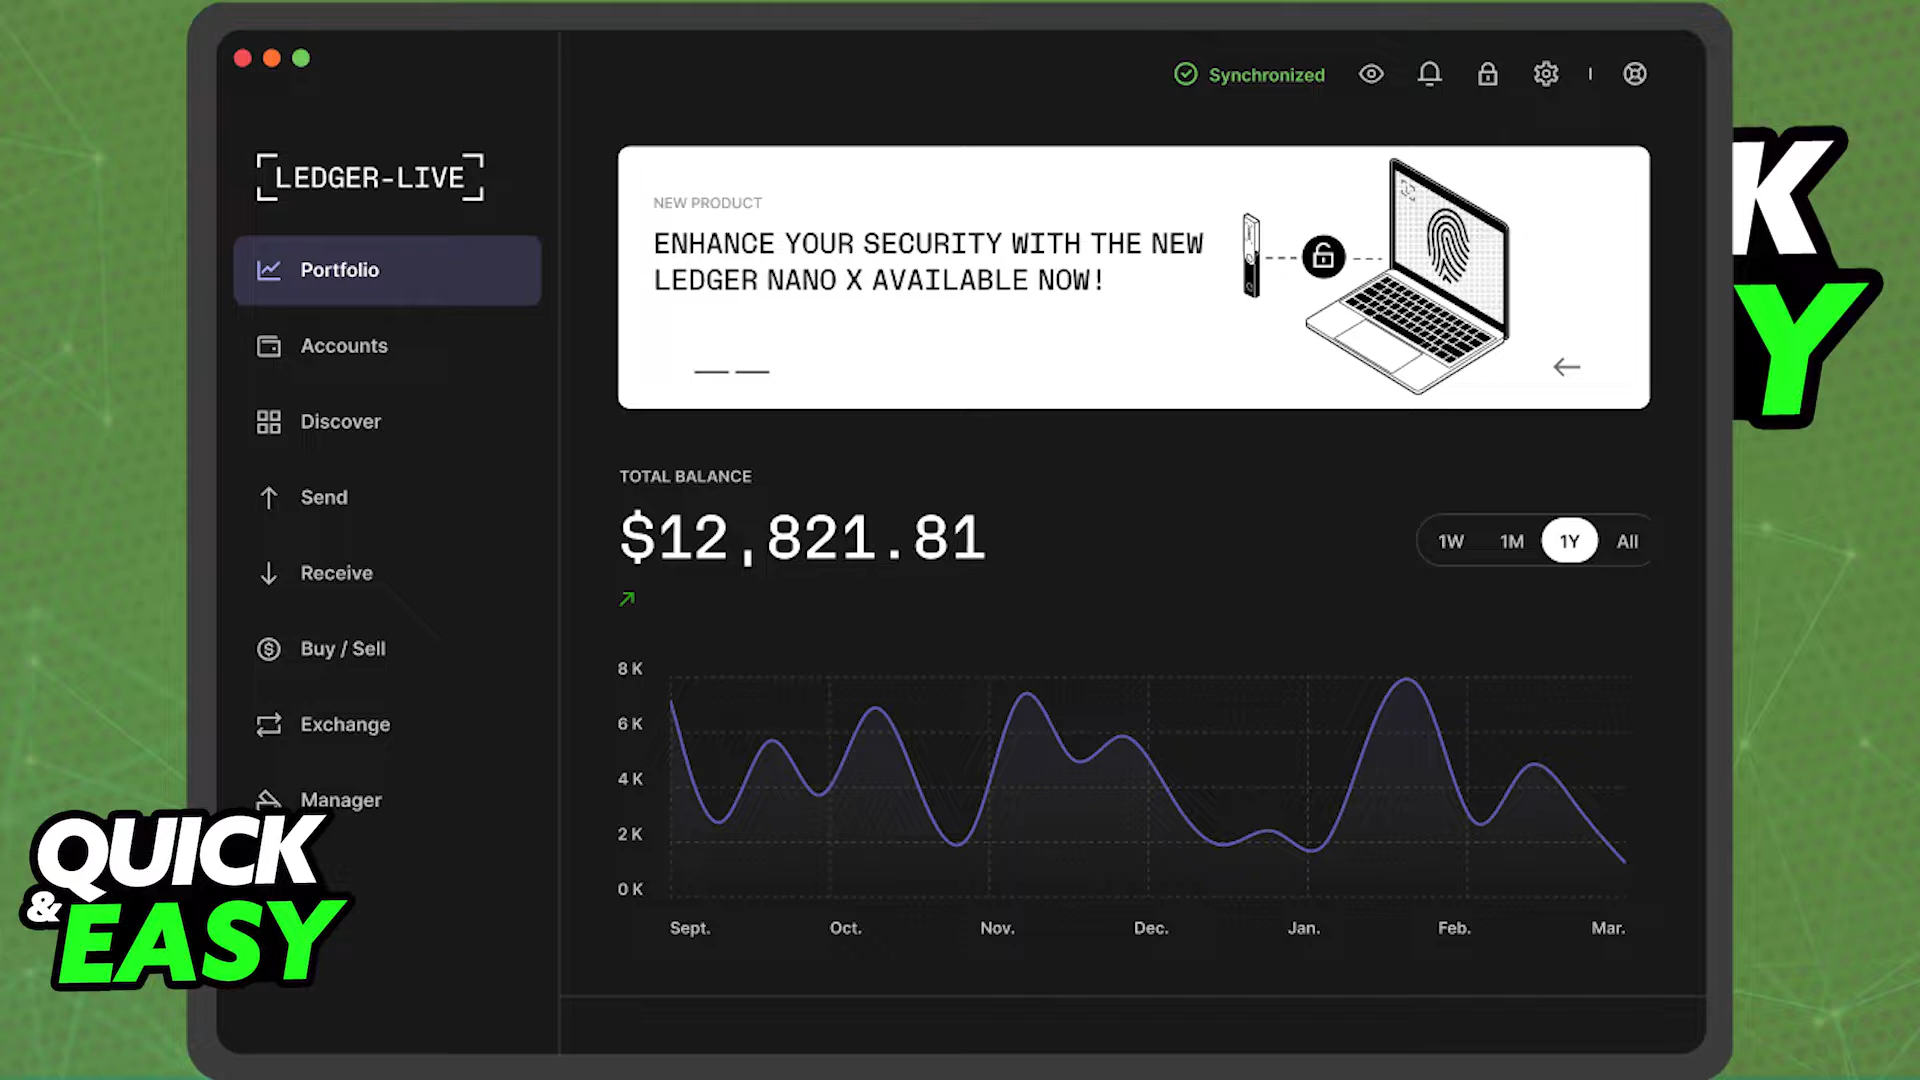 Synchronized
LEDGER-LIVE
Portfolio
Accounts
Discover
Send
Receive
Buy / Sell
Exchange
Manager
NEW PRODUCT
ENHANCE YOUR SECURITY WITH THE NEW
LEDGER NANO X AVAILABLE NOW!
TOTAL BALANCE
$12,821.81
1W 1M 1Y All
8 K
6 K
4 K
2 K
0 K
Sept. Oct. Nov. Dec. Jan. Feb. Mar.
QUICK
& EASY
K
Y